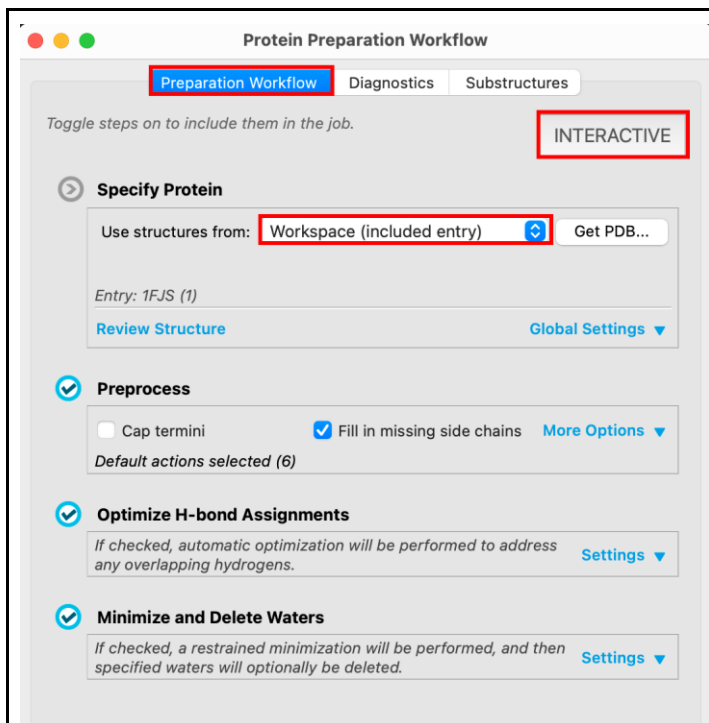 Protein Preparation Workflow
Preparation Workflow Diagnostics Substructures
Toggle steps on to include them in the job.
INTERACTIVE
Specify Protein
Use structures from: Workspace (included entry) Get PDB...
Entry: 1FJS (1)
Review Structure Global Settings
Preprocess
Cap termini Fill in missing side chains More Options
Default actions selected (6)
Optimize H-bond Assignments
If checked, automatic optimization will be performed to address
any overlapping hydrogens.
Settings
Minimize and Delete Waters
If checked, a restrained minimization will be performed, and then
specified waters will optionally be deleted.
Settings